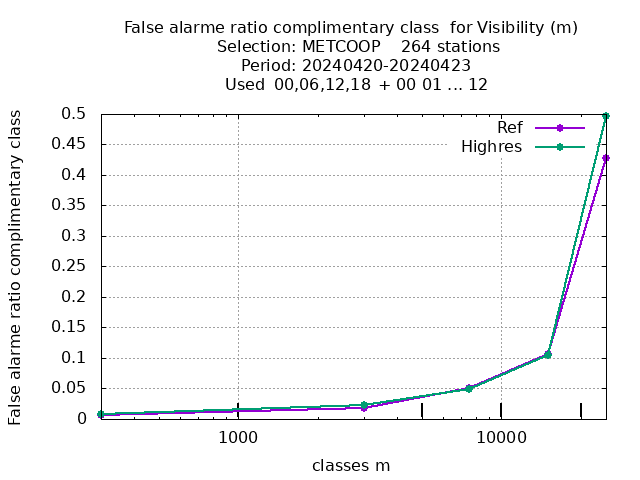 False alarme ratio complimentary class  for Visibility (m)
Selection: METCOOP    264 stations
Period: 20240420-20240423
Used  00,06,12,18 + 00 01 ... 12
False alarme ratio complimentary class
0.5
0.45
0.4
0.35
0.3
0.25
0.2
0.15
0.1
0.05
0
Ref
Highres
1000
10000
classes m